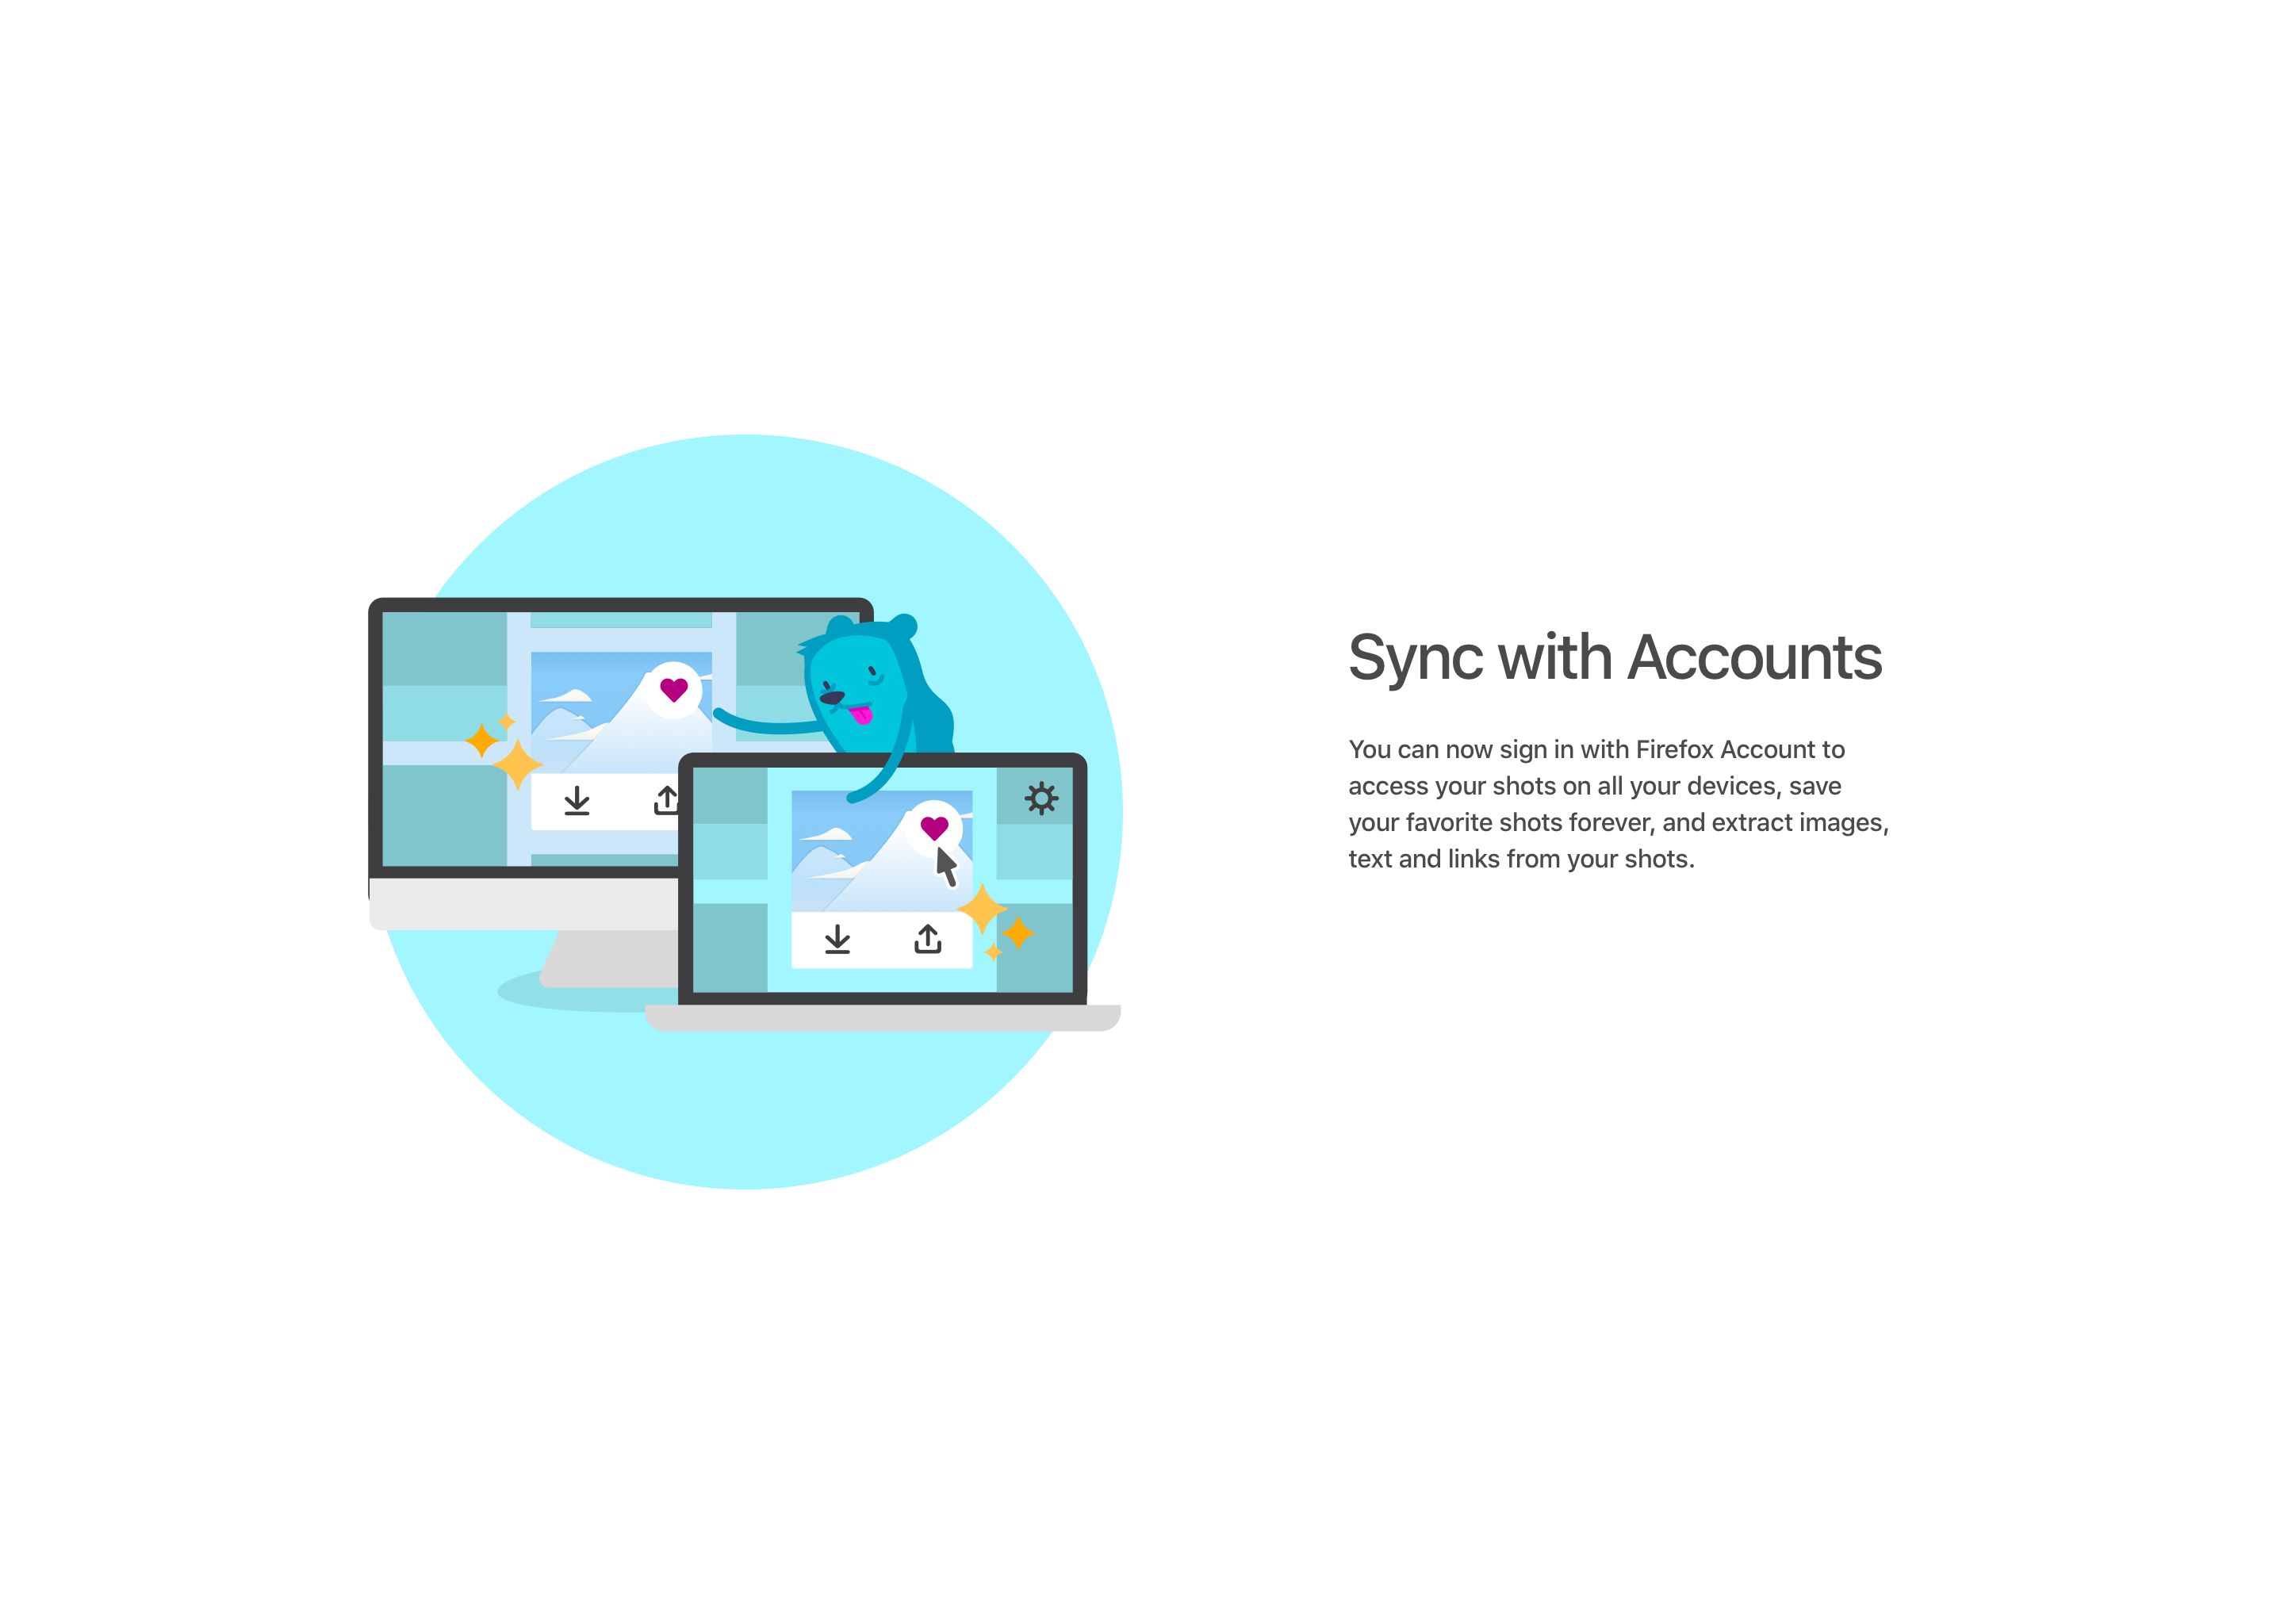 Sync with Accounts
You can now sign in with Firefox Account to
access your shots on all your devices, save
your favorite shots forever, and extract images,
text and links from your shots.